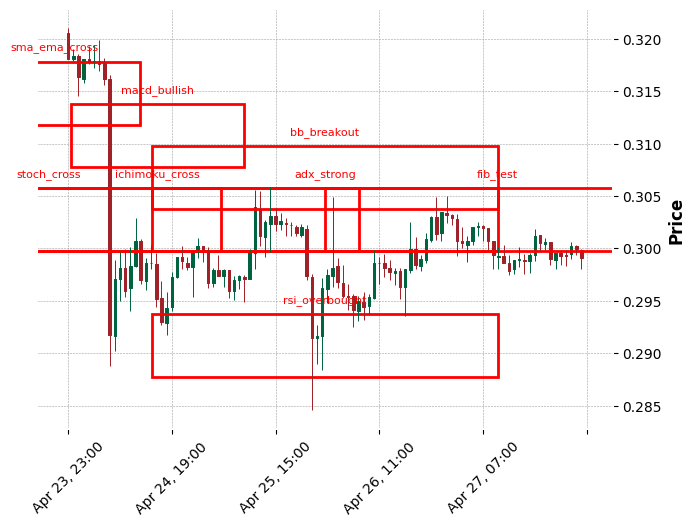 sma_ema_cross
macd_bullish
bb_breakout
stoch_cross
ichimoku_cross
adx_strong
fib_test
rsi_overbought
0.320
0.315
0.310
0.305
0.300
0.295
0.290
0.285
Price
Apr 23, 23:00
Apr 24, 19:00
Apr 25, 15:00
Apr 26, 11:00
Apr 27, 07:00